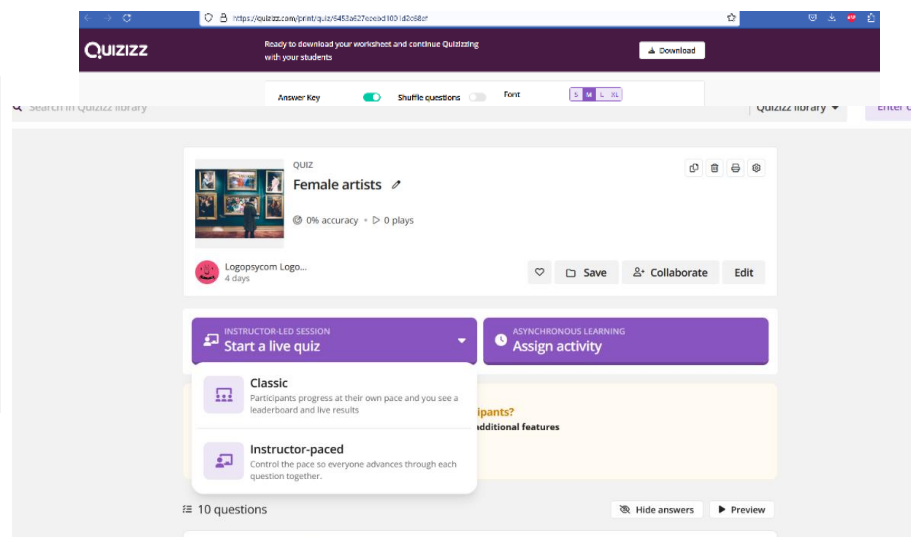 https://quizizz.com/print/quiz/
QUIZIZZ
Ready to download your worksheet and continue Quizizzing
with your students
Download
Answer Key
Shuffle questions
Font
S M L XL
Search in Quizizz library
Quizizz library
Enter
QUIZ
Female artists
0% accuracy • 0 plays
Logopsycom Logo...
4 days
Save
Collaborate
Edit
INSTRUCTOR-LED SESSION
Start a live quiz
ASYNCHRONOUS LEARNING
Assign activity
Classic
Participants progress at their own pace and you see a
leaderboard and live results
ipants?
additional features
Instructor-paced
Control the pace so everyone advances through each
question together.
10 questions
Hide answers
Preview